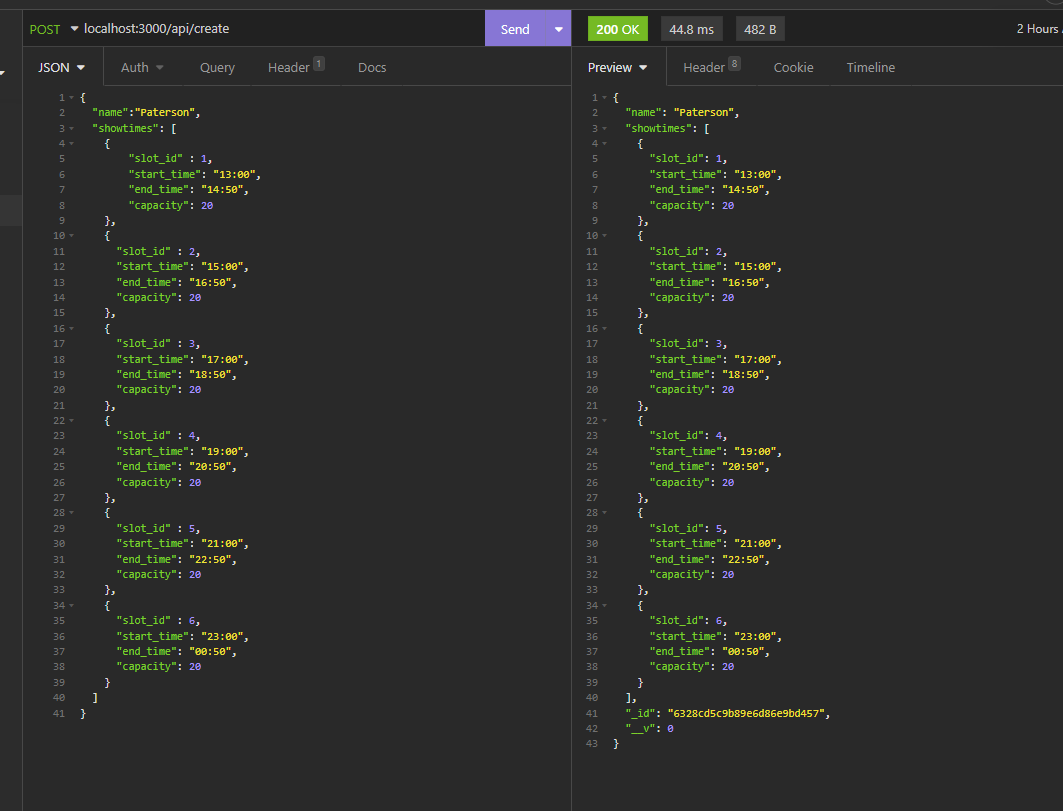 POST localhost:3000/api/create Send 200 OK 44.8 ms 482 B 2 Hours
JSON Auth Query Header 1 Docs
1 {
2 "name":"Paterson",
3 "showtimes": [
4 {
5 "slot_id" : 1,
6 "start_time": "13:00",
7 "end_time": "14:50",
8 "capacity": 20
9 },
10 {
11 "slot_id" : 2,
12 "start_time": "15:00",
13 "end_time": "16:50",
14 "capacity": 20
15 },
16 {
17 "slot_id" : 3,
18 "start_time": "17:00",
19 "end_time": "18:50",
20 "capacity": 20
21 },
22 {
23 "slot_id" : 4,
24 "start_time": "19:00",
25 "end_time": "20:50",
26 "capacity": 20
27 },
28 {
29 "slot_id" : 5,
30 "start_time": "21:00",
31 "end_time": "22:50",
32 "capacity": 20
33 },
34 {
35 "slot_id" : 6,
36 "start_time": "23:00",
37 "end_time": "00:50",
38 "capacity": 20
39 }
40 ]
41 }
Preview Header 8 Cookie Timeline
1 {
2 "name": "Paterson",
3 "showtimes": [
4 {
5 "slot_id": 1,
6 "start_time": "13:00",
7 "end_time": "14:50",
8 "capacity": 20
9 },
10 {
11 "slot_id": 2,
12 "start_time": "15:00",
13 "end_time": "16:50",
14 "capacity": 20
15 },
16 {
17 "slot_id": 3,
18 "start_time": "17:00",
19 "end_time": "18:50",
20 "capacity": 20
21 },
22 {
23 "slot_id": 4,
24 "start_time": "19:00",
25 "end_time": "20:50",
26 "capacity": 20
27 },
28 {
29 "slot_id": 5,
30 "start_time": "21:00",
31 "end_time": "22:50",
32 "capacity": 20
33 },
34 {
35 "slot_id": 6,
36 "start_time": "23:00",
37 "end_time": "00:50",
38 "capacity": 20
39 }
40 ],
41 "_id": "6328cd5c9b89e6d86e9bd457",
42 "__v": 0
43 }